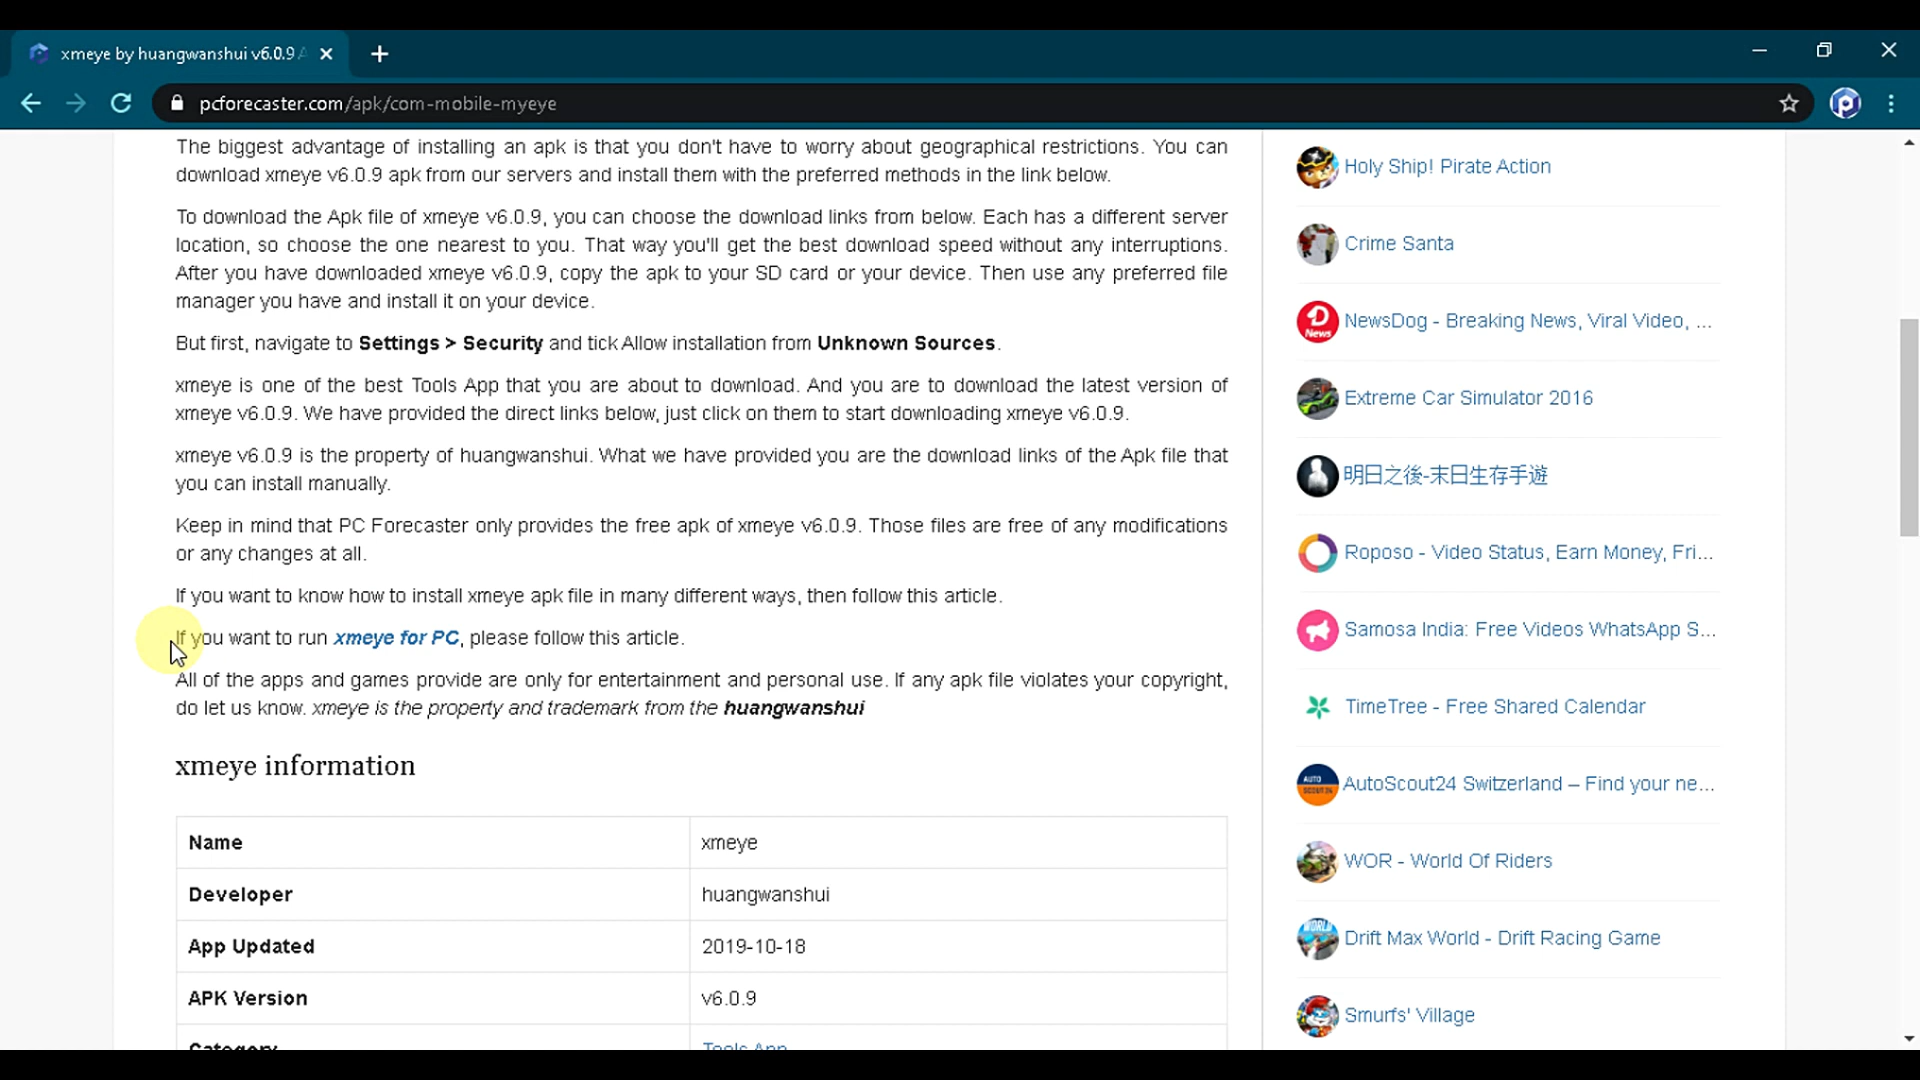 xmeye by huangwanshui v6.0.9 A
pcforecaster.com/apk/com-mobile-myeye
The biggest advantage of installing an apk is that you don't have to worry about geographical restrictions. You can
download xmeye v6.0.9 apk from our servers and install them with the preferred methods in the link below.
To download the Apk file of xmeye v6.0.9, you can choose the download links from below. Each has a different server
location, so choose the one nearest to you. That way you'll get the best download speed without any interruptions.
After you have downloaded xmeye v6.0.9, copy the apk to your SD card or your device. Then use any preferred file
manager you have and install it on your device.
But first, navigate to Settings > Security and tick Allow installation from Unknown Sources.
xmeye is one of the best Tools App that you are about to download. And you are to download the latest version of
xmeye v6.0.9. We have provided the direct links below, just click on them to start downloading xmeye v6.0.9.
xmeye v6.0.9 is the property of huangwanshui. What we have provided you are the download links of the Apk file that
you can install manually.
Keep in mind that PC Forecaster only provides the free apk of xmeye v6.0.9. Those files are free of any modifications
or any changes at all.
If you want to know how to install xmeye apk file in many different ways, then follow this article.
If you want to run xmeye for PC, please follow this article.
All of the apps and games provide are only for entertainment and personal use. If any apk file violates your copyright,
do let us know. xmeye is the property and trademark from the huangwanshui
xmeye information
Name xmeye
Developer huangwanshui
App Updated 2019-10-18
APK Version v6.0.9
Category Tools App
Holy Ship! Pirate Action
Crime Santa
News
NewsDog - Breaking News, Viral Video, ...
Extreme Car Simulator 2016
明日之後-末日生存手遊
Roposo - Video Status, Earn Money, Fri...
Samosa India: Free Videos WhatsApp S...
TimeTree - Free Shared Calendar
AUTO
SCOUT24
AutoScout24 Switzerland – Find your ne...
WOR - World Of Riders
WORLD
Drift Max World - Drift Racing Game
Smurfs' Village